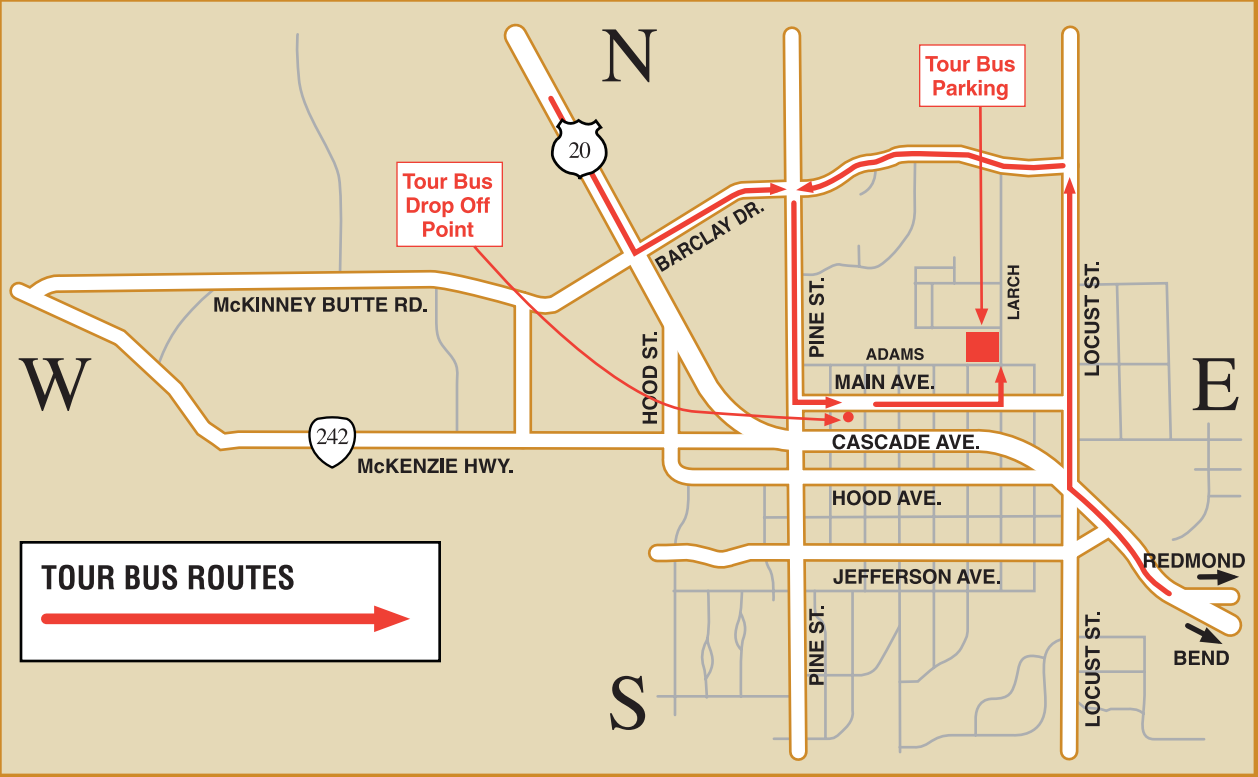 N
Tour Bus
Parking
20
Tour Bus
Drop Off
Point
BARCLAY DR.
McKINNEY BUTTE RD.
PINE ST.
LARCH
LOCUST ST.
HOOD ST.
ADAMS
MAIN AVE.
W
E
242
McKENZIE HWY.
CASCADE AVE.
HOOD AVE.
TOUR BUS ROUTES
JEFFERSON AVE.
REDMOND
BEND
PINE ST.
LOCUST ST.
S